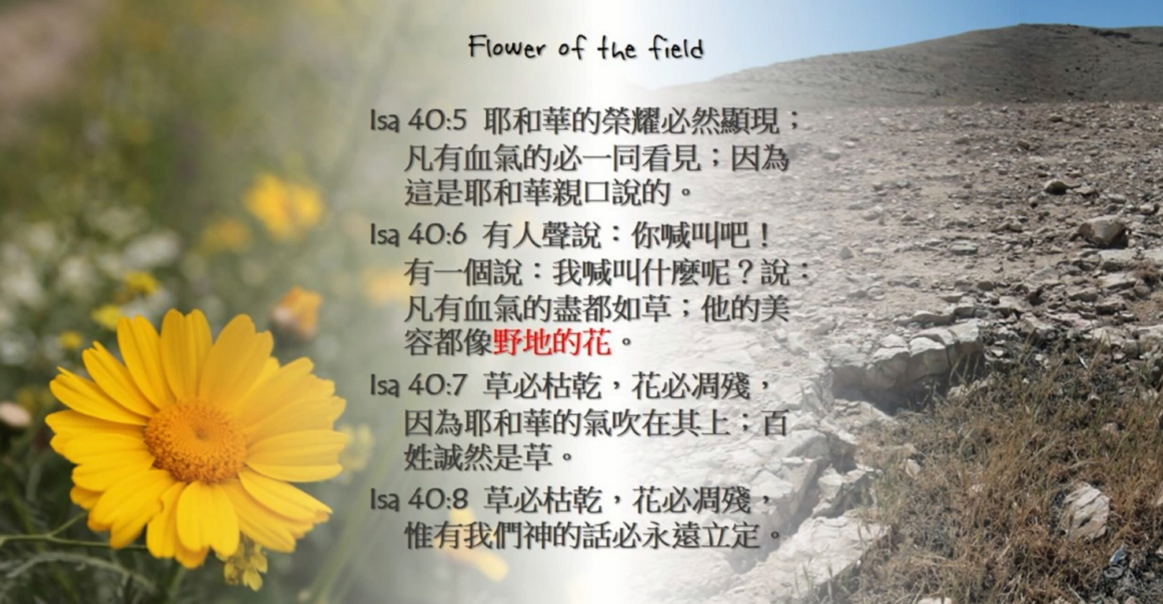 Flower of the field
Isa 40:5 耶和華的榮耀必然顯現；
凡有血氣的必一同看見；因為
這是耶和華親口說的。
Isa 40:6 有人聲說：你喊叫吧！
有一個說：我喊叫什麼呢？說：
凡有血氣的盡都如草；他的美
容都像野地的花。
Isa 40:7 草必枯乾，花必凋殘，
因為耶和華的氣吹在其上；百
姓誠然是草。
Isa 40:8 草必枯乾，花必凋殘，
惟有我們神的話必永遠立定。